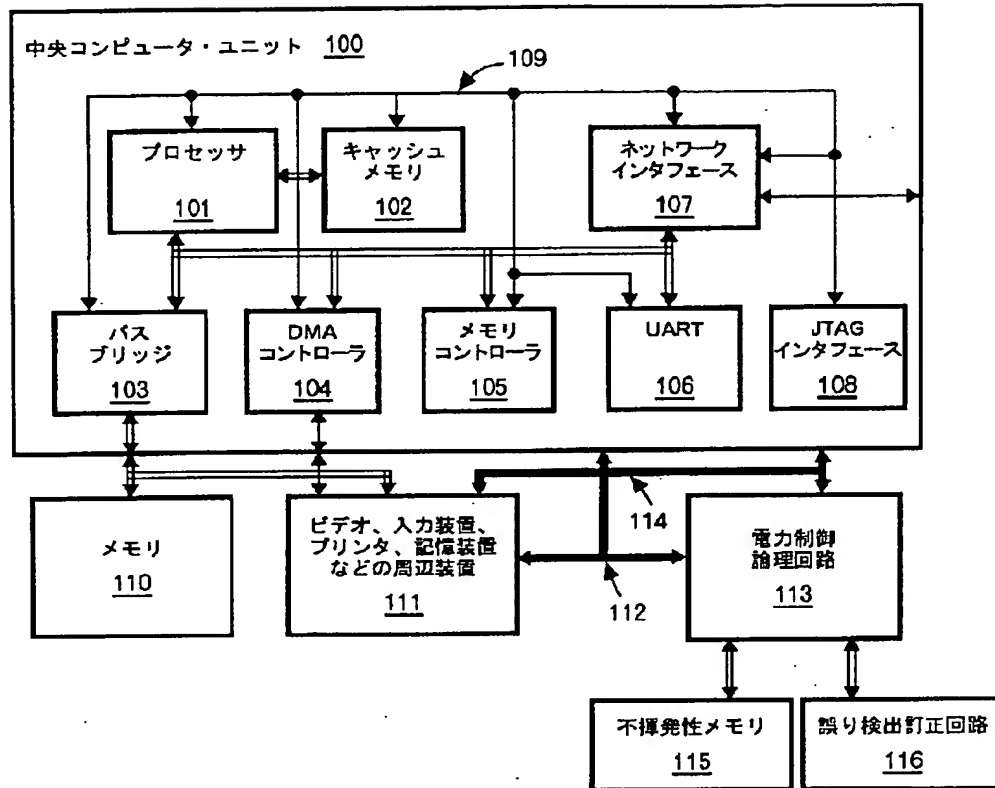 中央コンピュータ・ユニット 100
109
プロセッサ
101
キャッシュ
メモリ
102
ネットワーク
インタフェース
107
バス
ブリッジ
103
DMA
コントローラ
104
メモリ
コントローラ
105
UART
106
JTAG
インタフェース
108
メモリ
110
ビデオ、入力装置、
プリンタ、記憶装置
などの周辺装置
111
114
112
電力制御
論理回路
113
不揮発性メモリ
115
誤り検出訂正回路
116